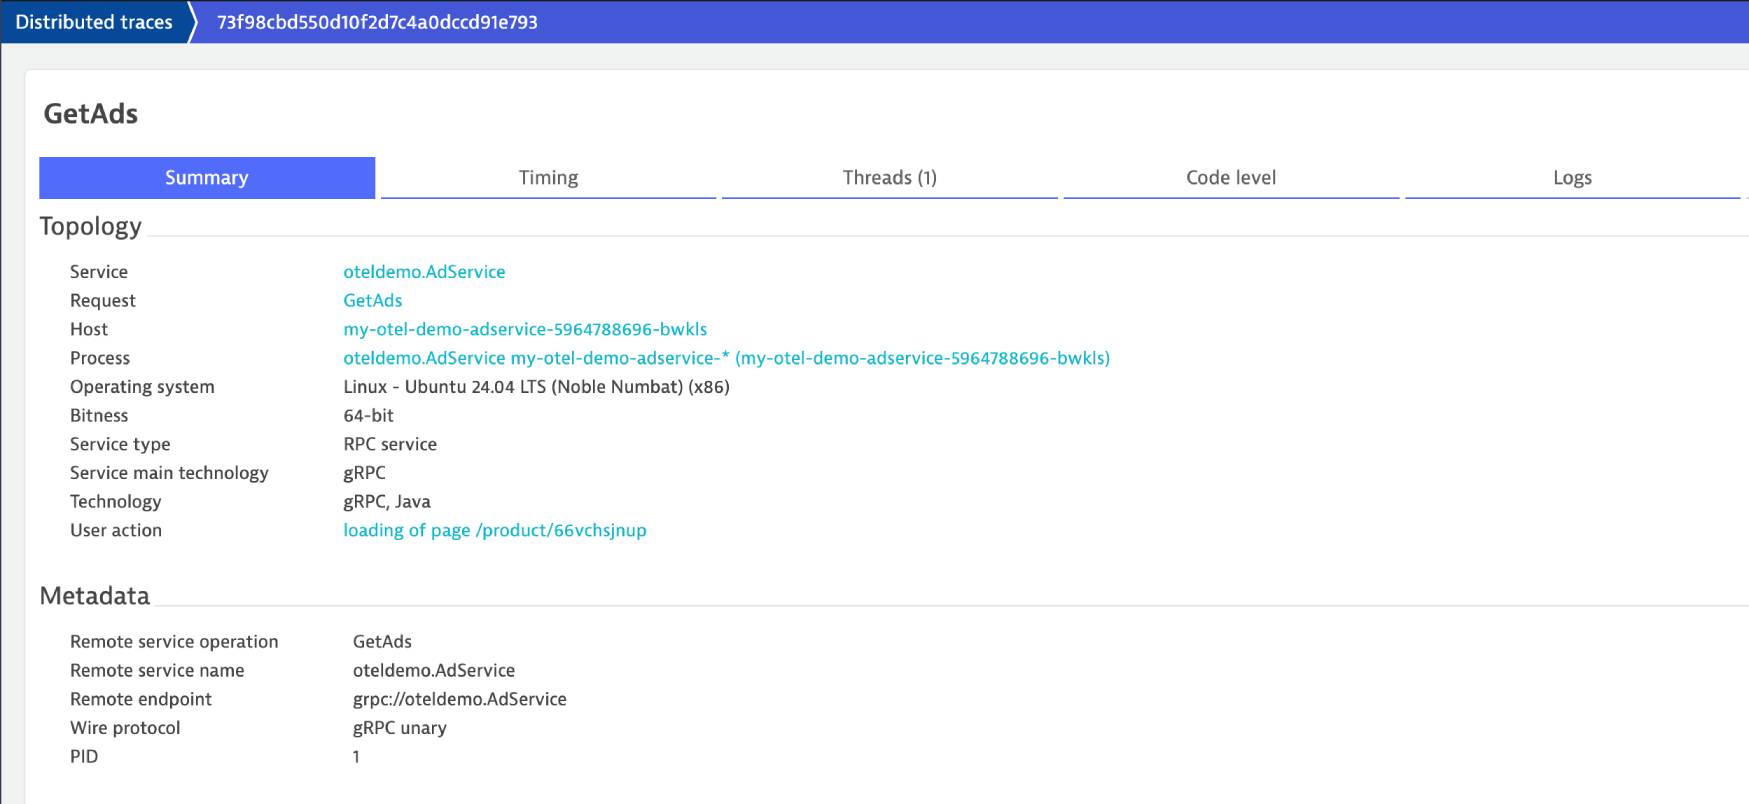 Distributed traces 73f98cbd550d10f2d7c4a0dccd91e793
GetAds
Summary Timing Threads (1) Code level Logs
Topology
Service oteldemo.AdService
Request GetAds
Host my-otel-demo-adservice-5964788696-bwkls
Process oteldemo.AdService my-otel-demo-adservice-* (my-otel-demo-adservice-5964788696-bwkls)
Operating system Linux - Ubuntu 24.04 LTS (Noble Numbat) (x86)
Bitness 64-bit
Service type RPC service
Service main technology gRPC
Technology gRPC, Java
User action loading of page /product/66vchsjnup
Metadata
Remote service operation GetAds
Remote service name oteldemo.AdService
Remote endpoint grpc://oteldemo.AdService
Wire protocol gRPC unary
PID 1